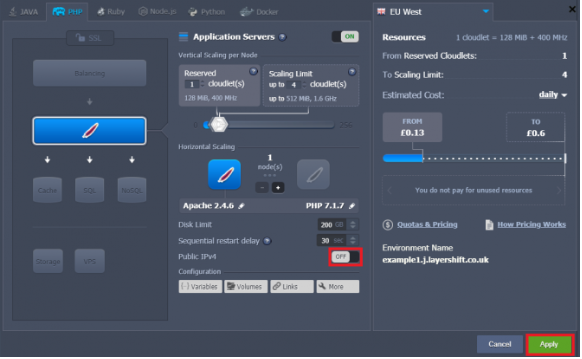 JAVA PHP Ruby Node.js Python Docker
EU West
SSL
Balancing
Cache SQL NoSQL
Storage VPS
Application Servers ? ON
Vertical Scaling per Node
Reserved ?
1 cloudlet(s)
128 MiB, 400 MHz
Scaling Limit ?
up to 4 cloudlet(s)
up to 512 MiB, 1.6 GHz
Horizontal Scaling
1
node(s)
- +
Apache 2.4.6 PHP 7.1.7
Disk Limit 200 GB
Sequential restart delay ? 30 sec
Public IPv4 OFF
Configuration
Variables Volumes Links More
Resources 1 cloudlet = 128 MiB + 400 MHz
From Reserved Cloudlets: 1
To Scaling Limit: 4
Estimated Cost: daily
FROM
£0.13
TO
£0.6
You do not pay for unused resources
$ Quotas & Pricing How Pricing Works
Environment Name
example1.j.layershift.co.uk
Cancel Apply